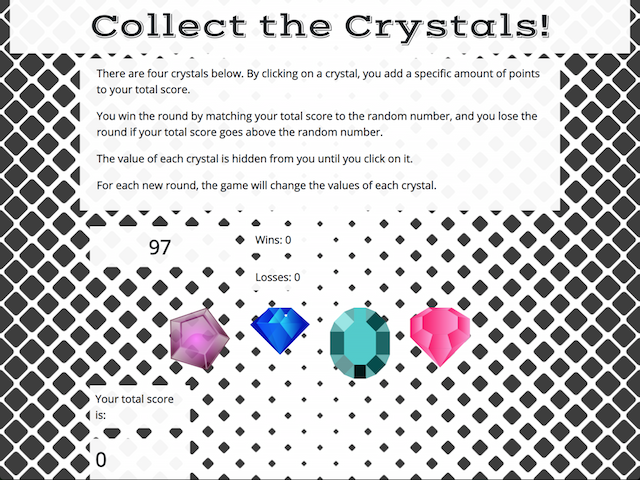 Collect the Crystals!
There are four crystals below. By clicking on a crystal, you add a specific amount of points
to your total score.
You win the round by matching your total score to the random number, and you lose the
round if your total score goes above the random number.
The value of each crystal is hidden from you until you click on it.
For each new round, the game will change the values of each crystal.
97
Wins: 0
Losses: 0
Your total score
is:
0